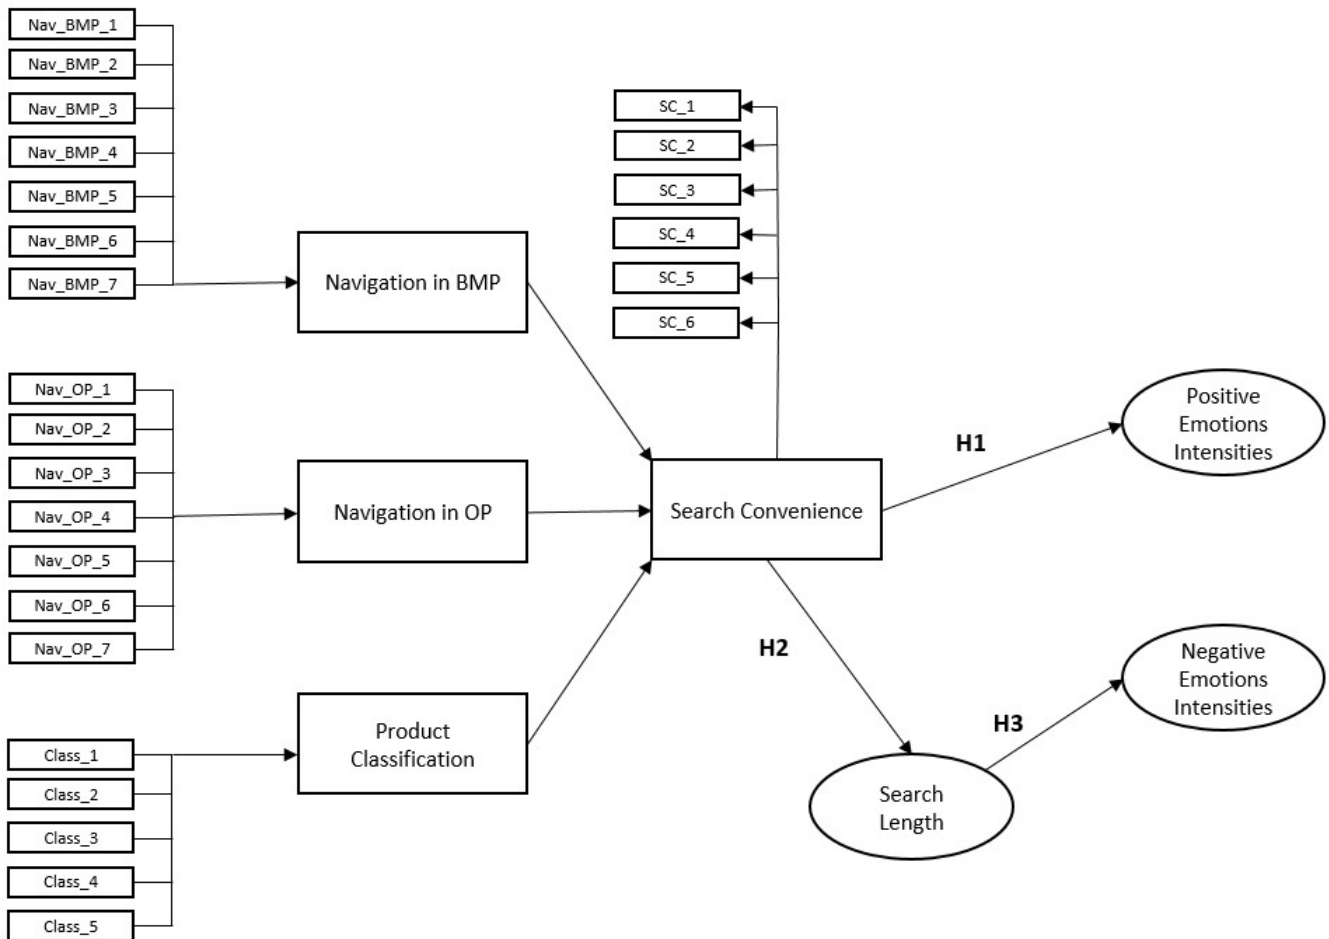 Nav_BMP_1
Nav_BMP_2
Nav_BMP_3
Nav_BMP_4
Nav_BMP_5
Nav_BMP_6
Nav_BMP_7
Navigation in BMP
SC_1
SC_2
SC_3
SC_4
SC_5
SC_6
Nav_OP_1
Nav_OP_2
Nav_OP_3
Nav_OP_4
Nav_OP_5
Nav_OP_6
Nav_OP_7
Navigation in OP
Search Convenience
H1
Positive
Emotions
Intensities
H2
H3
Negative
Emotions
Intensities
Class_1
Class_2
Class_3
Class_4
Class_5
Product
Classification
Search
Length